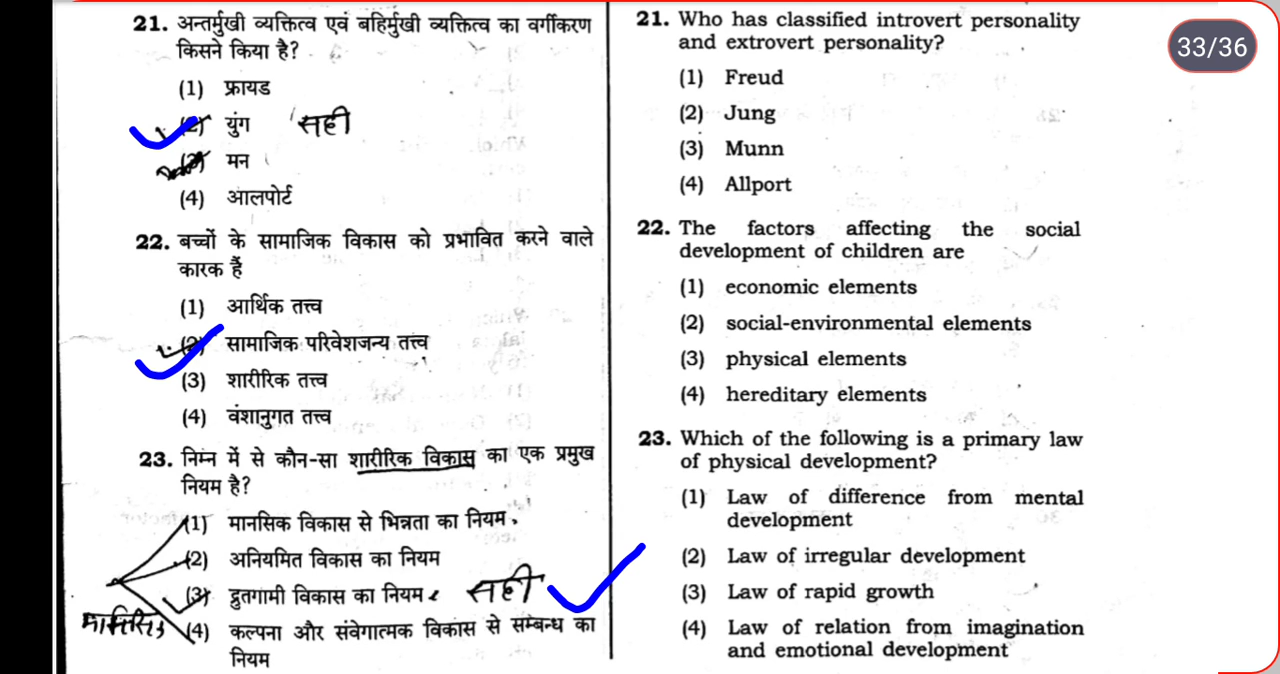 21. अन्तर्मुखी व्यक्तित्व एवं बहिर्मुखी व्यक्तित्व का वर्गीकरण
किसने किया है?
(1) फ्रायड
(2) युंग सही
(3) मन
(4) आलपोर्ट
22. बच्चों के सामाजिक विकास को प्रभावित करने वाले
कारक हैं
(1) आर्थिक तत्त्व
(2) सामाजिक परिवेशजन्य तत्त्व
(3) शारीरिक तत्त्व
(4) वंशानुगत तत्त्व
23. निम्न में से कौन-सा शारीरिक विकास का एक प्रमुख
नियम है?
(1) मानसिक विकास से भिन्नता का नियम
(2) अनियमित विकास का नियम
(3) द्रुतगामी विकास का नियम सही
(4) कल्पना और संवेगात्मक विकास से सम्बन्ध का
नियम
21. Who has classified introvert personality
and extrovert personality?
(1) Freud
(2) Jung
(3) Munn
(4) Allport
22. The factors affecting the social
development of children are
(1) economic elements
(2) social-environmental elements
(3) physical elements
(4) hereditary elements
23. Which of the following is a primary law
of physical development?
(1) Law of difference from mental
development
(2) Law of irregular development
(3) Law of rapid growth
(4) Law of relation from imagination
and emotional development
33/36